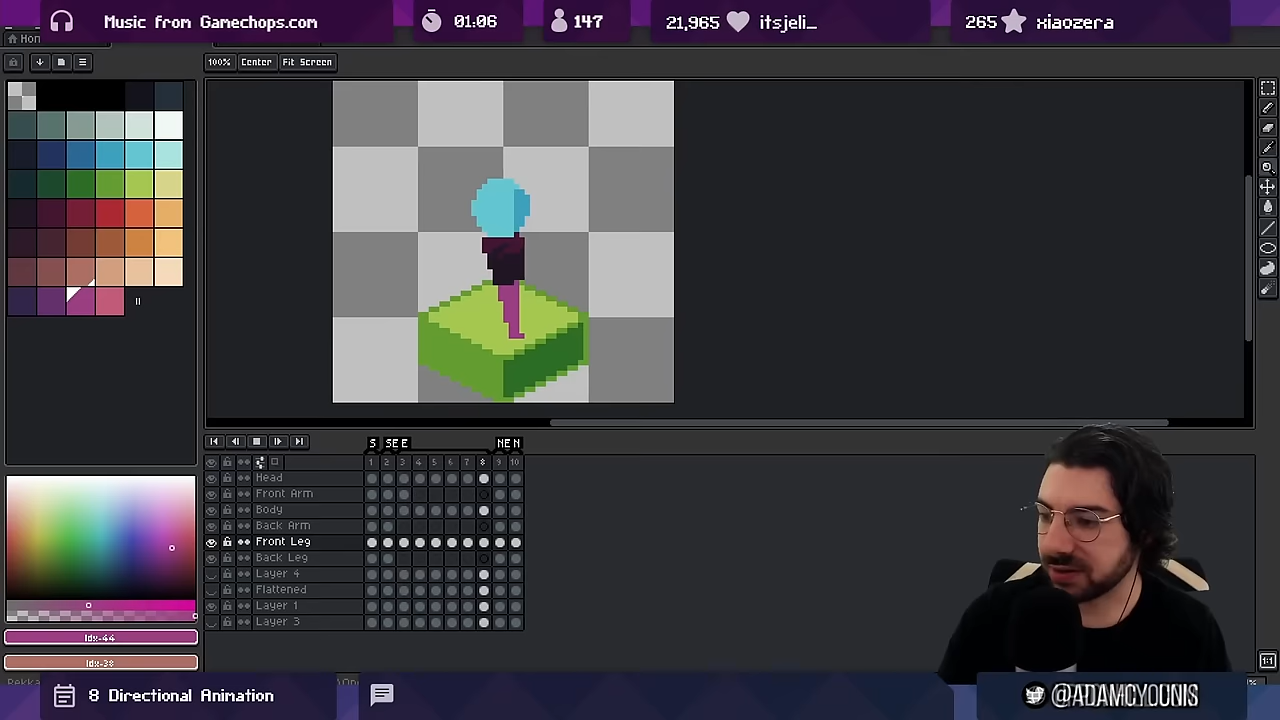 Music from Gamechops.com
01:06
147
21,965 itsjeli_
265 xiaozera
100% Center Fit Screen
S SE E NE N
1 2 3 4 5 6 7 8 9 10
Head
Front Arm
Body
Back Arm
Front Leg
Back Leg
Layer 4
Flattened
Layer 1
Layer 3
Idx-44
Idx-38
1:1
8 Directional Animation
@ADAMCYOUNIS